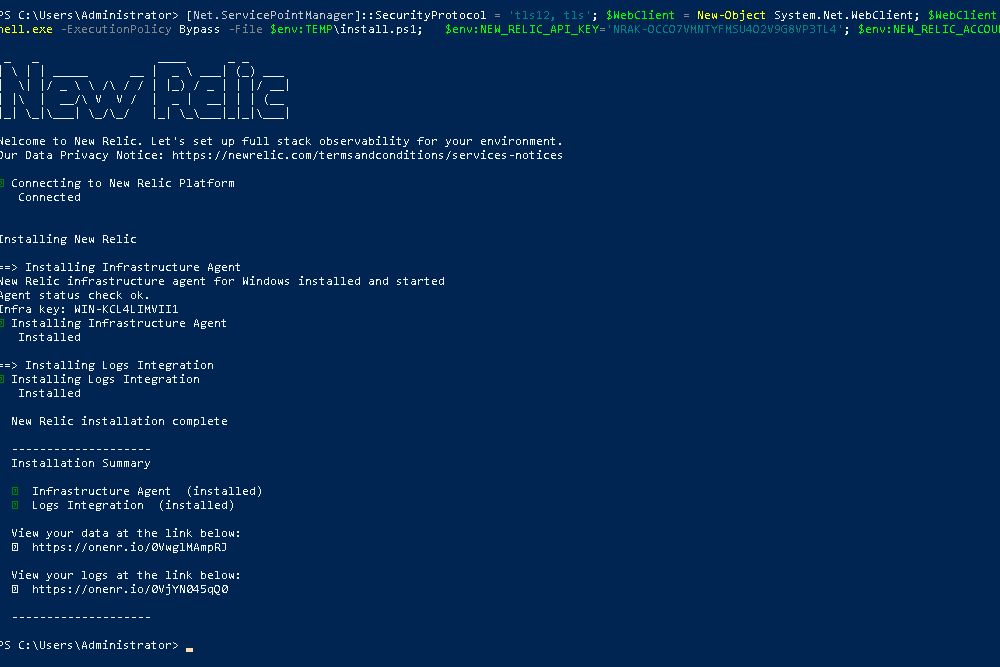 PS C:\Users\Administrator> [Net.ServicePointManager]::SecurityProtocol = 'tls12, tls'; $WebClient = New-Object System.Net.WebClient; $WebClient
hell.exe -ExecutionPolicy Bypass -File $env:TEMP\install.ps1; $env:NEW_RELIC_API_KEY='NRAK-OCCO7VMNTYFMSU4O2V9G8VP3TL4'; $env:NEW_RELIC_ACCOU
New Relic
Welcome to New Relic. Let's set up full stack observability for your environment.
Our Data Privacy Notice: https://newrelic.com/termsandconditions/services-notices
Connecting to New Relic Platform
Connected
Installing New Relic
==> Installing Infrastructure Agent
New Relic infrastructure agent for Windows installed and started
Agent status check ok.
Infra key: WIN-KCL4LIMVII1
Installing Infrastructure Agent
Installed
==> Installing Logs Integration
Installing Logs Integration
Installed
New Relic installation complete
--------------------
Installation Summary
Infrastructure Agent (installed)
Logs Integration (installed)
View your data at the link below:
https://onenr.io/0VwglMAmpRJ
View your logs at the link below:
https://onenr.io/0VjYN045qQ0
--------------------
PS C:\Users\Administrator>